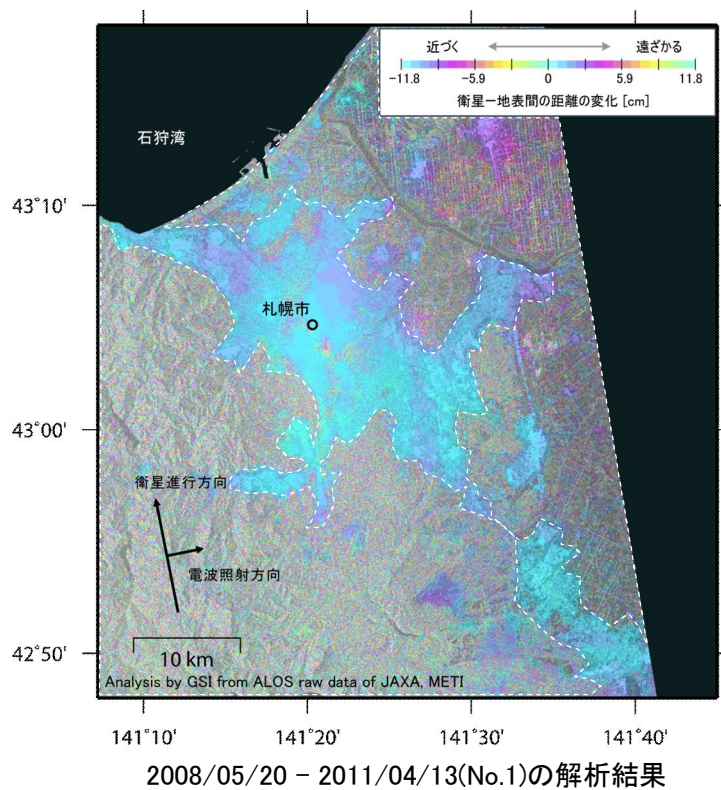 近づく 遠ざかる
-11.8 -5.9 0 5.9 11.8
衛星ー地表間の距離の変化 [cm]
石狩湾
43°10'
札幌市
43°00'
衛星進行方向
電波照射方向
42°50'
10 km
Analysis by GSI from ALOS raw data of JAXA, METI
141°10' 141°20' 141°30' 141°40'
2008/05/20 - 2011/04/13(No.1)の解析結果